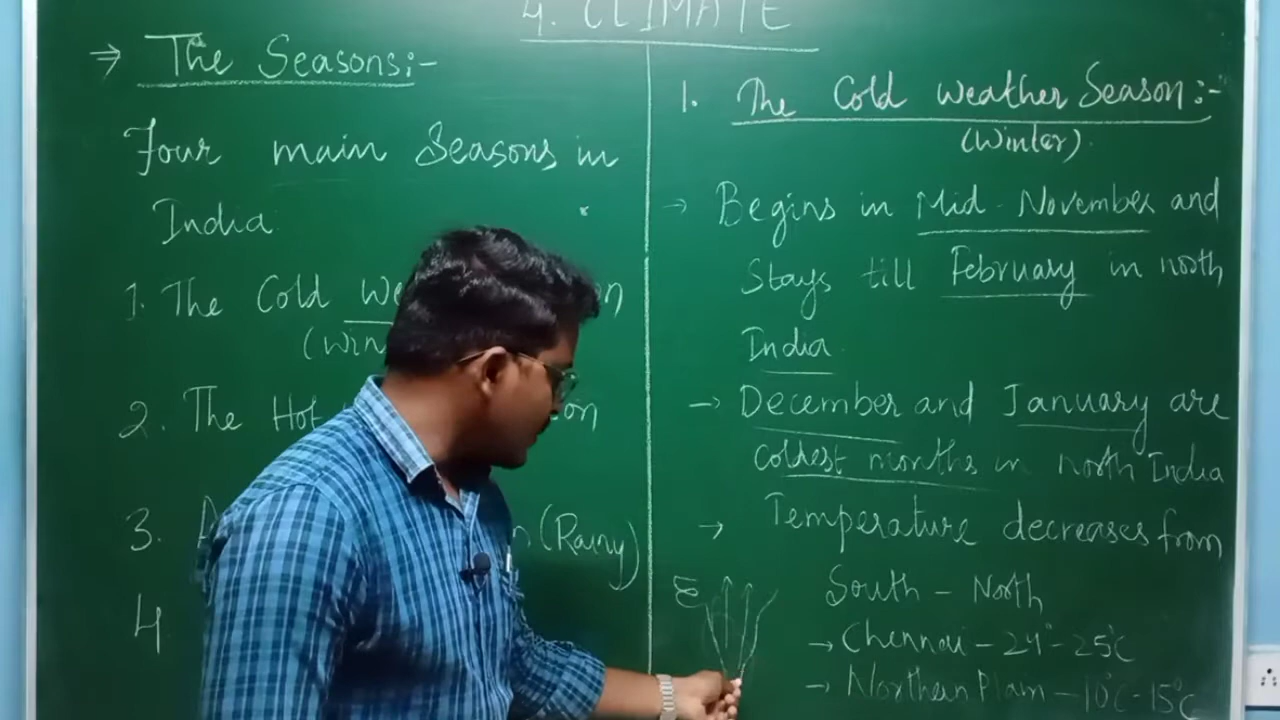 4. CLIMATE
→ The Seasons:-
Four main Seasons in
India
1. The Cold
2. The Hot
3.
(Rainy)
4
1. The Cold weather Season:-
(Winter)
→ Begins in Mid-November and
Stays till February in north
India
→ December and January are
coldest months in north India
→ Temperature decreases from
South - North
→ Chennai - 24°-25°C
→ Northern Plain - 10°C-15°C